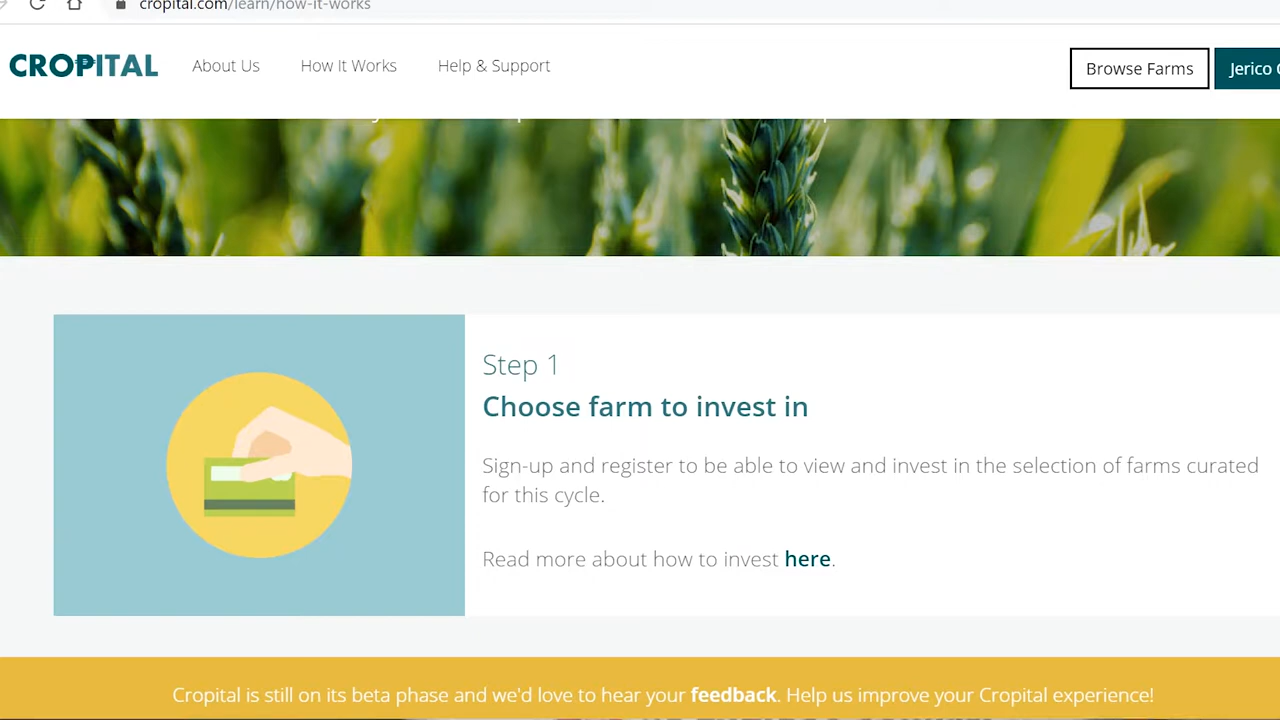 cropital.com/learn/how-it-works
CROPITAL About Us How It Works Help & Support Browse Farms Jerico
Step 1
Choose farm to invest in
Sign-up and register to be able to view and invest in the selection of farms curated
for this cycle.
Read more about how to invest here.
Cropital is still on its beta phase and we'd love to hear your feedback. Help us improve your Cropital experience!